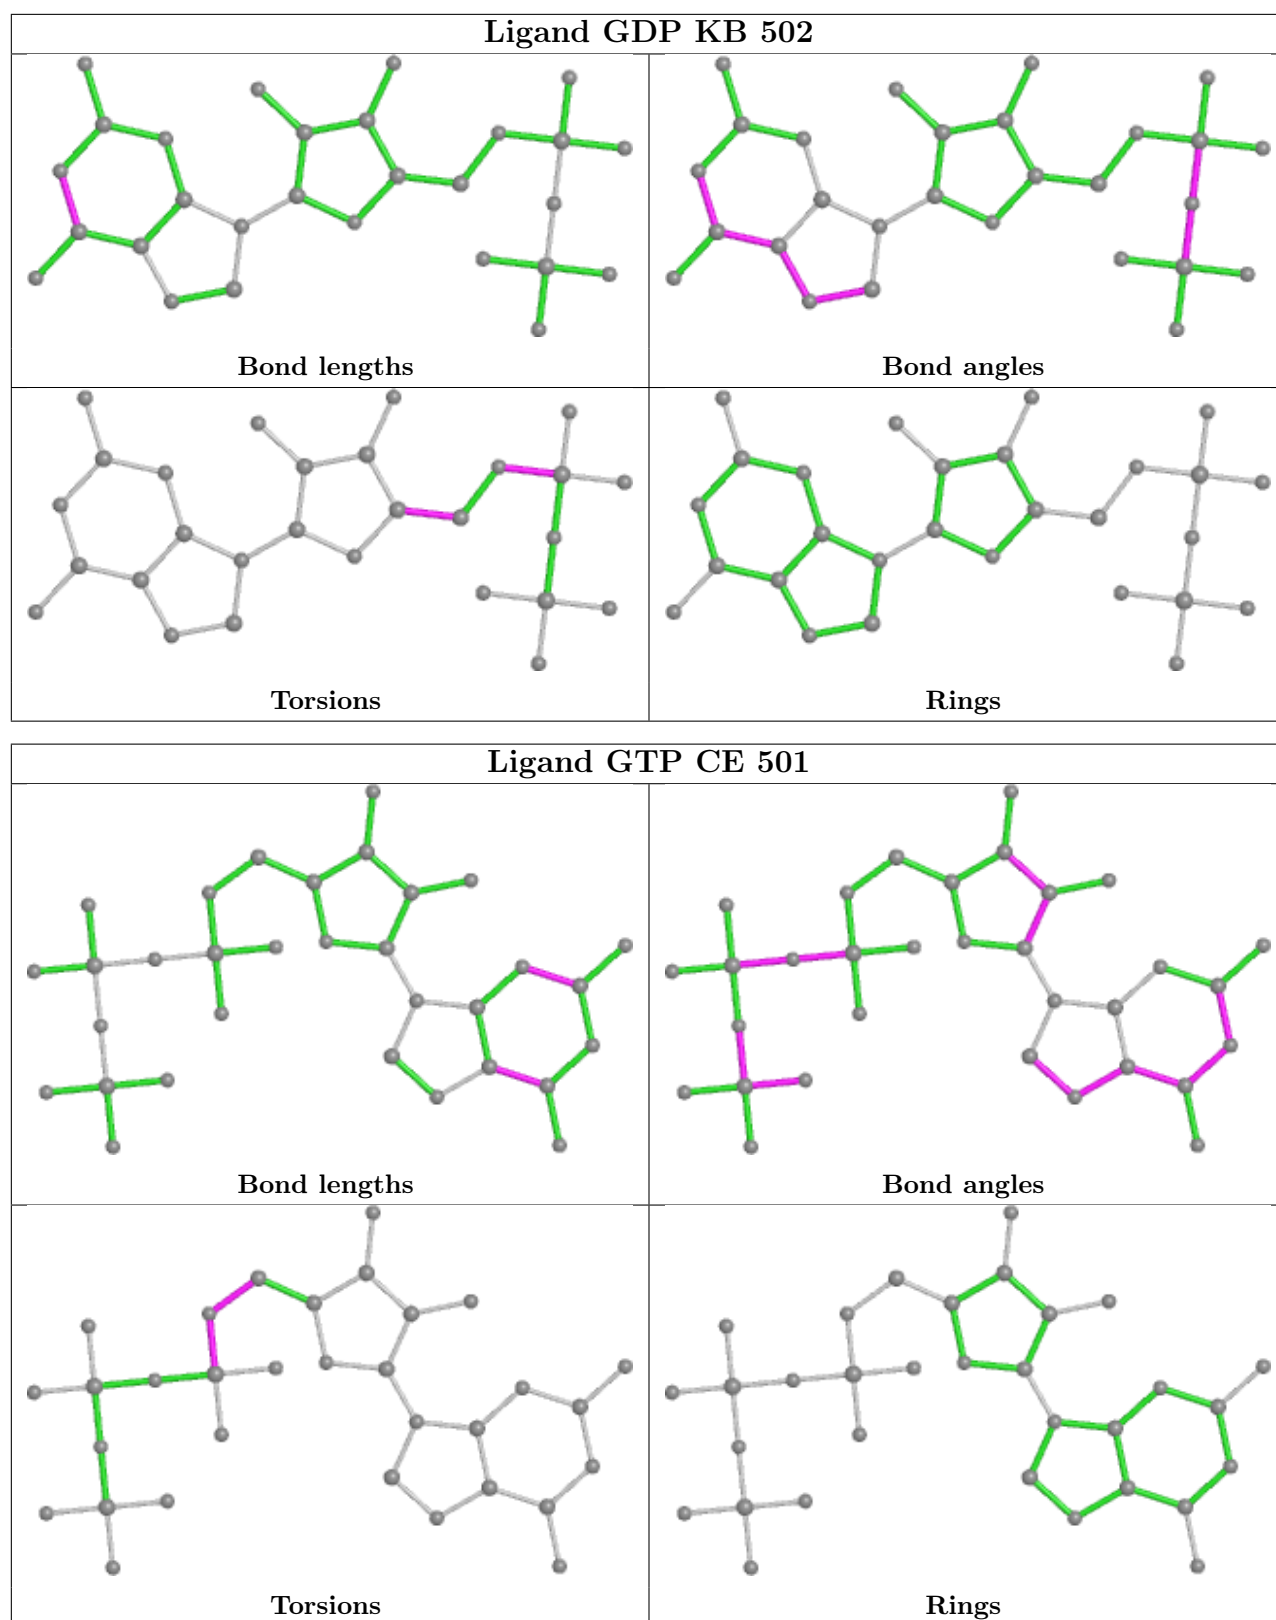 Ligand GDP KB 502
Bond lengths
Bond angles
Torsions
Rings
Ligand GTP CE 501
Bond lengths
Bond angles
Torsions
Rings